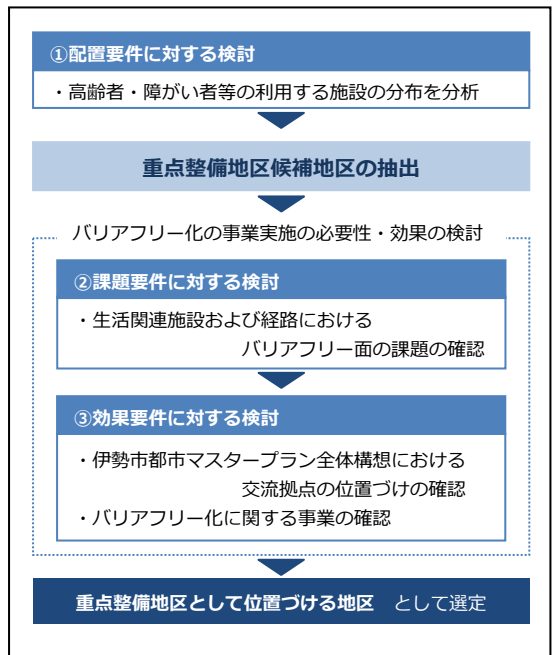 ①配置要件に対する検討
・高齢者・障がい者等の利用する施設の分布を分析
重点整備地区候補地区の抽出
バリアフリー化の事業実施の必要性・効果の検討
②課題要件に対する検討
・生活関連施設および経路における
バリアフリー面の課題の確認
③効果要件に対する検討
・伊勢市都市マスタープラン全体構想における
交流拠点の位置づけの確認
・バリアフリー化に関する事業の確認
重点整備地区として位置づける地区 として選定